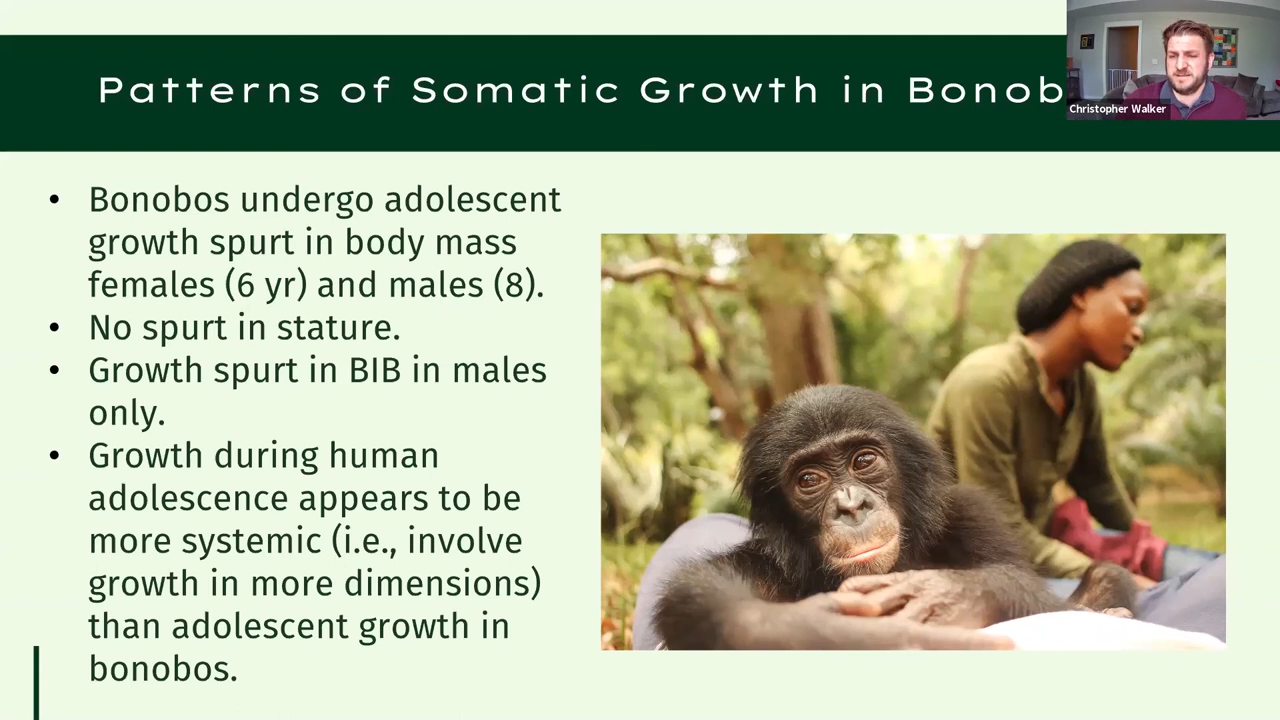 Patterns of Somatic Growth in Bonob
Christopher Walker
• Bonobos undergo adolescent
growth spurt in body mass
females (6 yr) and males (8).
• No spurt in stature.
• Growth spurt in BIB in males
only.
• Growth during human
adolescence appears to be
more systemic (i.e., involve
growth in more dimensions)
than adolescent growth in
bonobos.